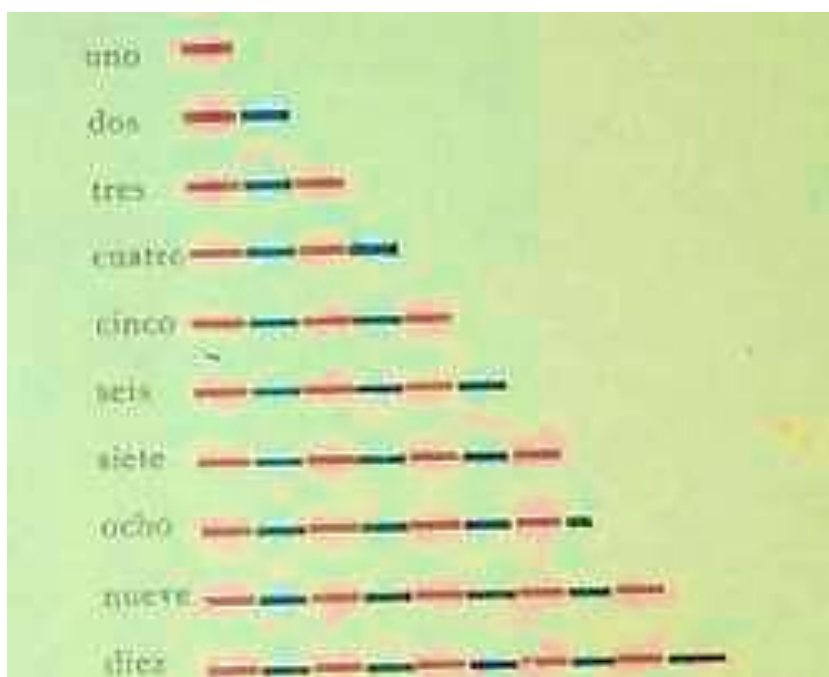 uno
dos
tres
cuatro
cinco
seis
siete
ocho
nueve
diez